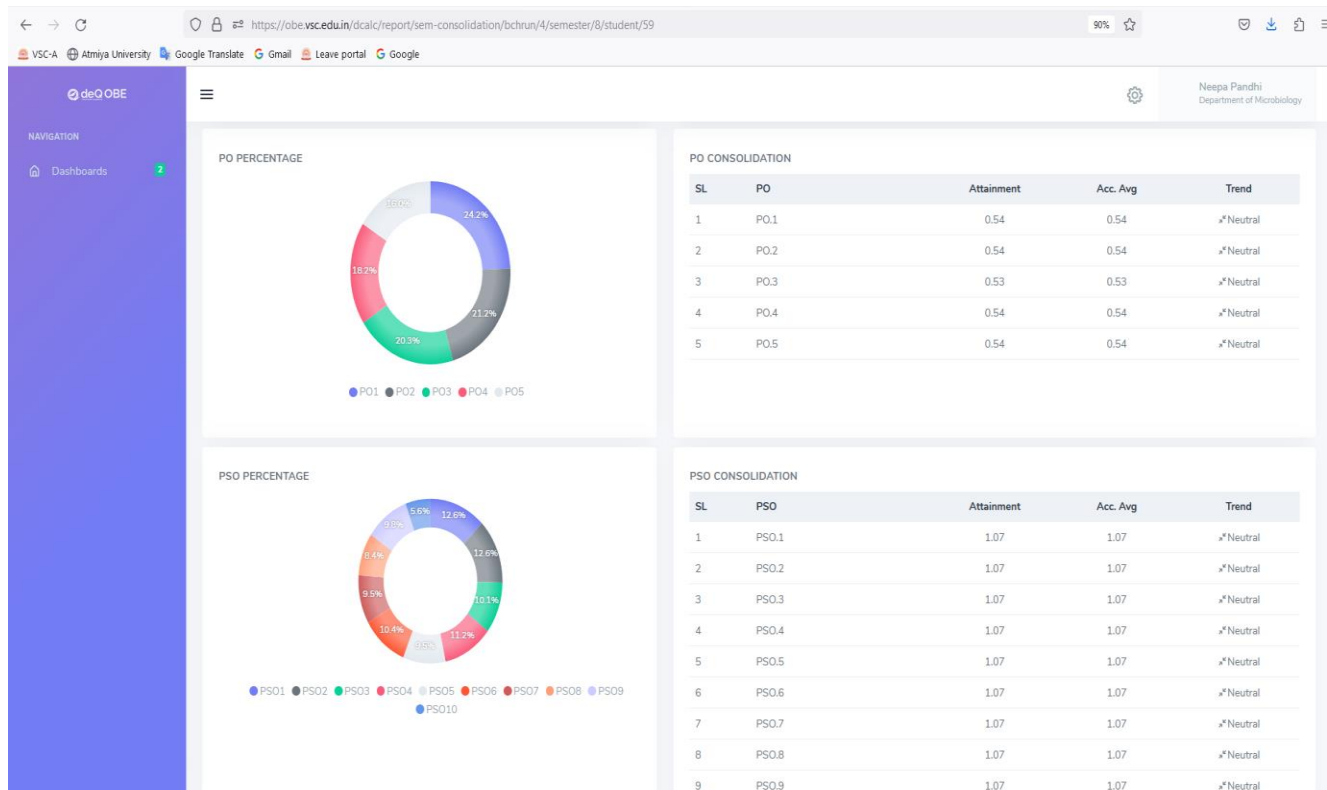 https://obe.vsc.edu.in/dcalc/report/sem-consolidation/bchrun/4/semester/8/student/59 90%
VSC-A Atmiya University Google Translate Gmail Leave portal Google
deQ OBE
Neepa Pandhi
Department of Microbiology
NAVIGATION
Dashboards 2
PO PERCENTAGE
24.2%
18.2%
21.2%
20.3%
PO1 PO2 PO3 PO4 PO5
PO CONSOLIDATION
SL PO Attainment Acc. Avg Trend
1 PO.1 0.54 0.54 Neutral
2 PO.2 0.54 0.54 Neutral
3 PO.3 0.53 0.53 Neutral
4 PO.4 0.54 0.54 Neutral
5 PO.5 0.54 0.54 Neutral
PSO PERCENTAGE
5.6% 12.6%
8.4% 12.6%
9.5% 10.1%
10.4% 11.2%
PSO1 PSO2 PSO3 PSO4 PSO5 PSO6 PSO7 PSO8 PSO9
PSO10
PSO CONSOLIDATION
SL PSO Attainment Acc. Avg Trend
1 PSO.1 1.07 1.07 Neutral
2 PSO.2 1.07 1.07 Neutral
3 PSO.3 1.07 1.07 Neutral
4 PSO.4 1.07 1.07 Neutral
5 PSO.5 1.07 1.07 Neutral
6 PSO.6 1.07 1.07 Neutral
7 PSO.7 1.07 1.07 Neutral
8 PSO.8 1.07 1.07 Neutral
9 PSO.9 1.07 1.07 Neutral